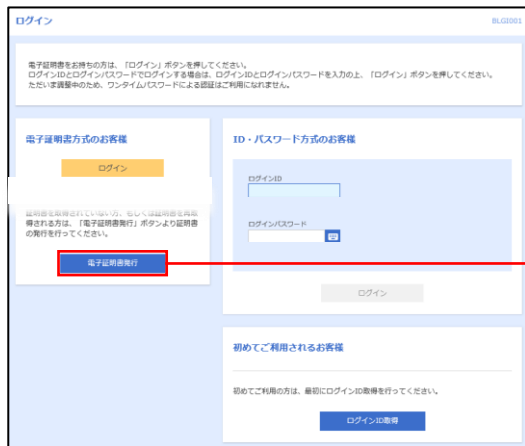 ログイン
BLGI001
電子証明書をお持ちの方は、「ログイン」ボタンを押してください。
ログインIDとログインパスワードでログインする場合は、ログインIDとログインパスワードを入力の上、「ログイン」ボタンを押してください。
ただいま調整中のため、ワンタイムパスワードによる認証はご利用になれません。
電子証明書方式のお客様
ログイン
証明書を取得されていない方、もしくは証明書を再取
得される方は、「電子証明書発行」ボタンより証明書
の発行を行ってください。
電子証明書発行
ID・パスワード方式のお客様
ログインID
ログインパスワード
ログイン
初めてご利用されるお客様
初めてご利用の方は、最初にログインID取得を行ってください。
ログインID取得